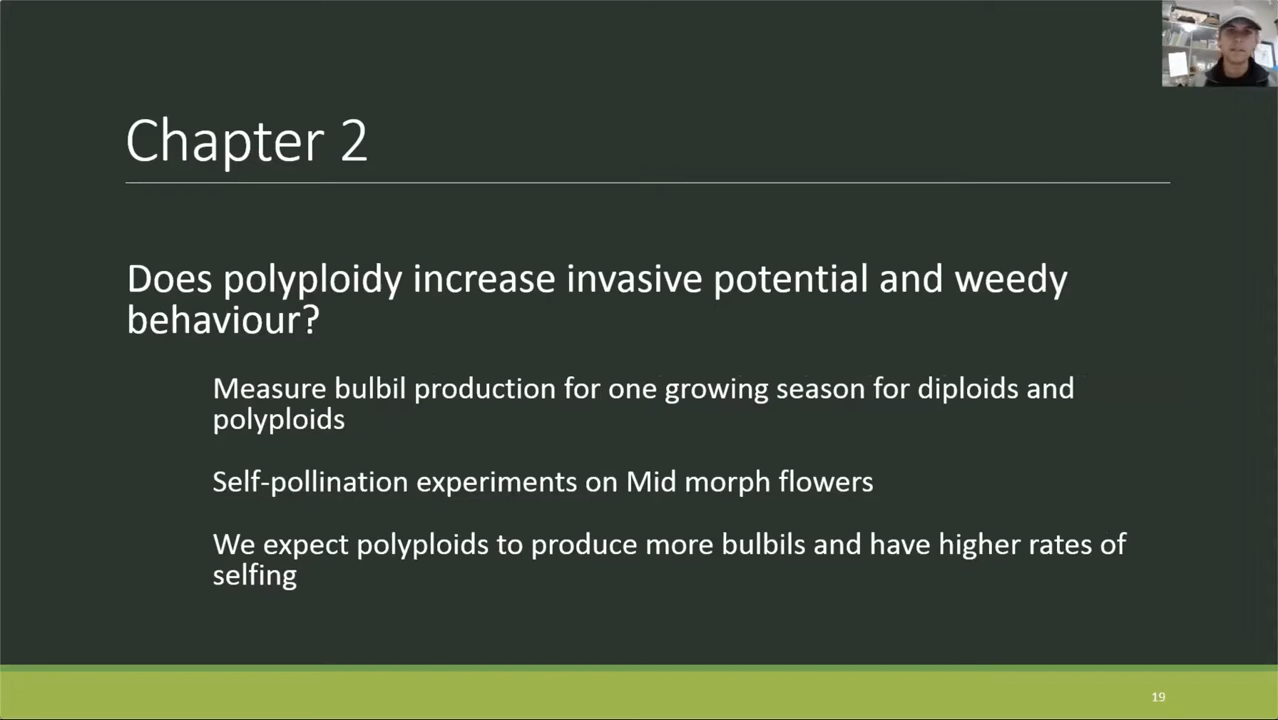 Chapter 2
Does polyploidy increase invasive potential and weedy
behaviour?
Measure bulbil production for one growing season for diploids and
polyploids
Self-pollination experiments on Mid morph flowers
We expect polyploids to produce more bulbils and have higher rates of
selfing
19